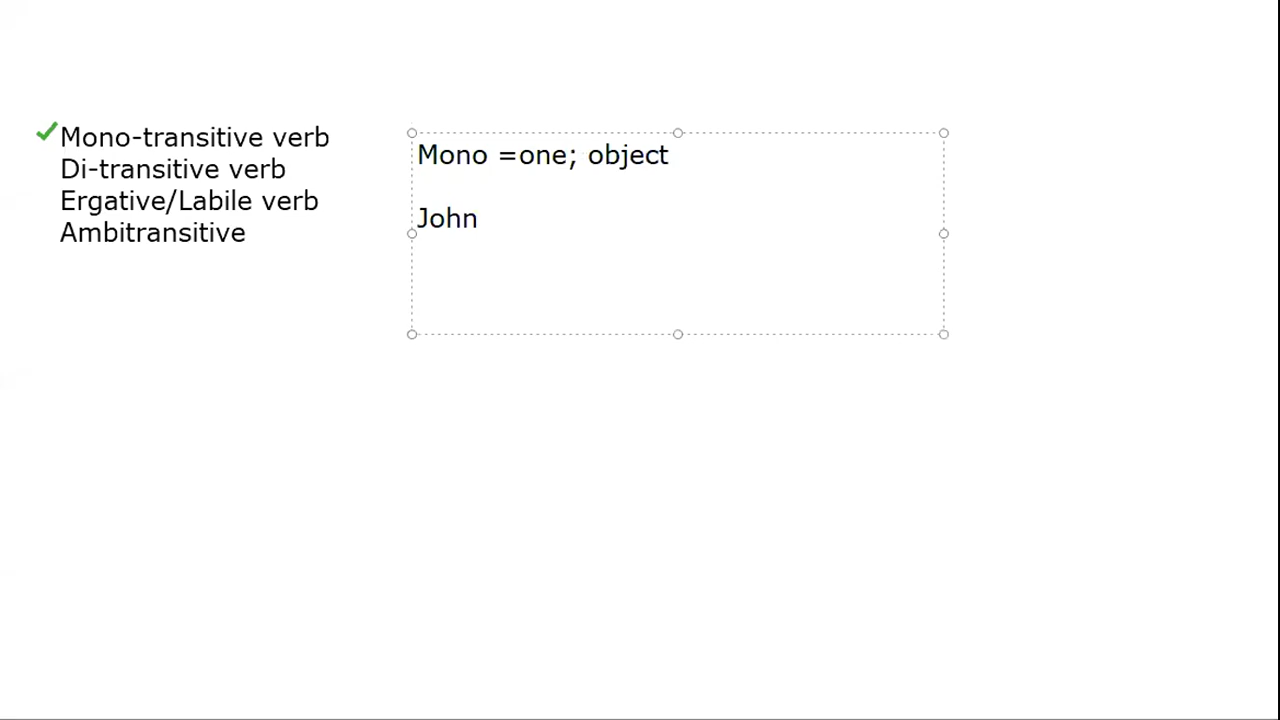 Mono-transitive verb
Di-transitive verb
Ergative/Labile verb
Ambitransitive
Mono =one; object
John